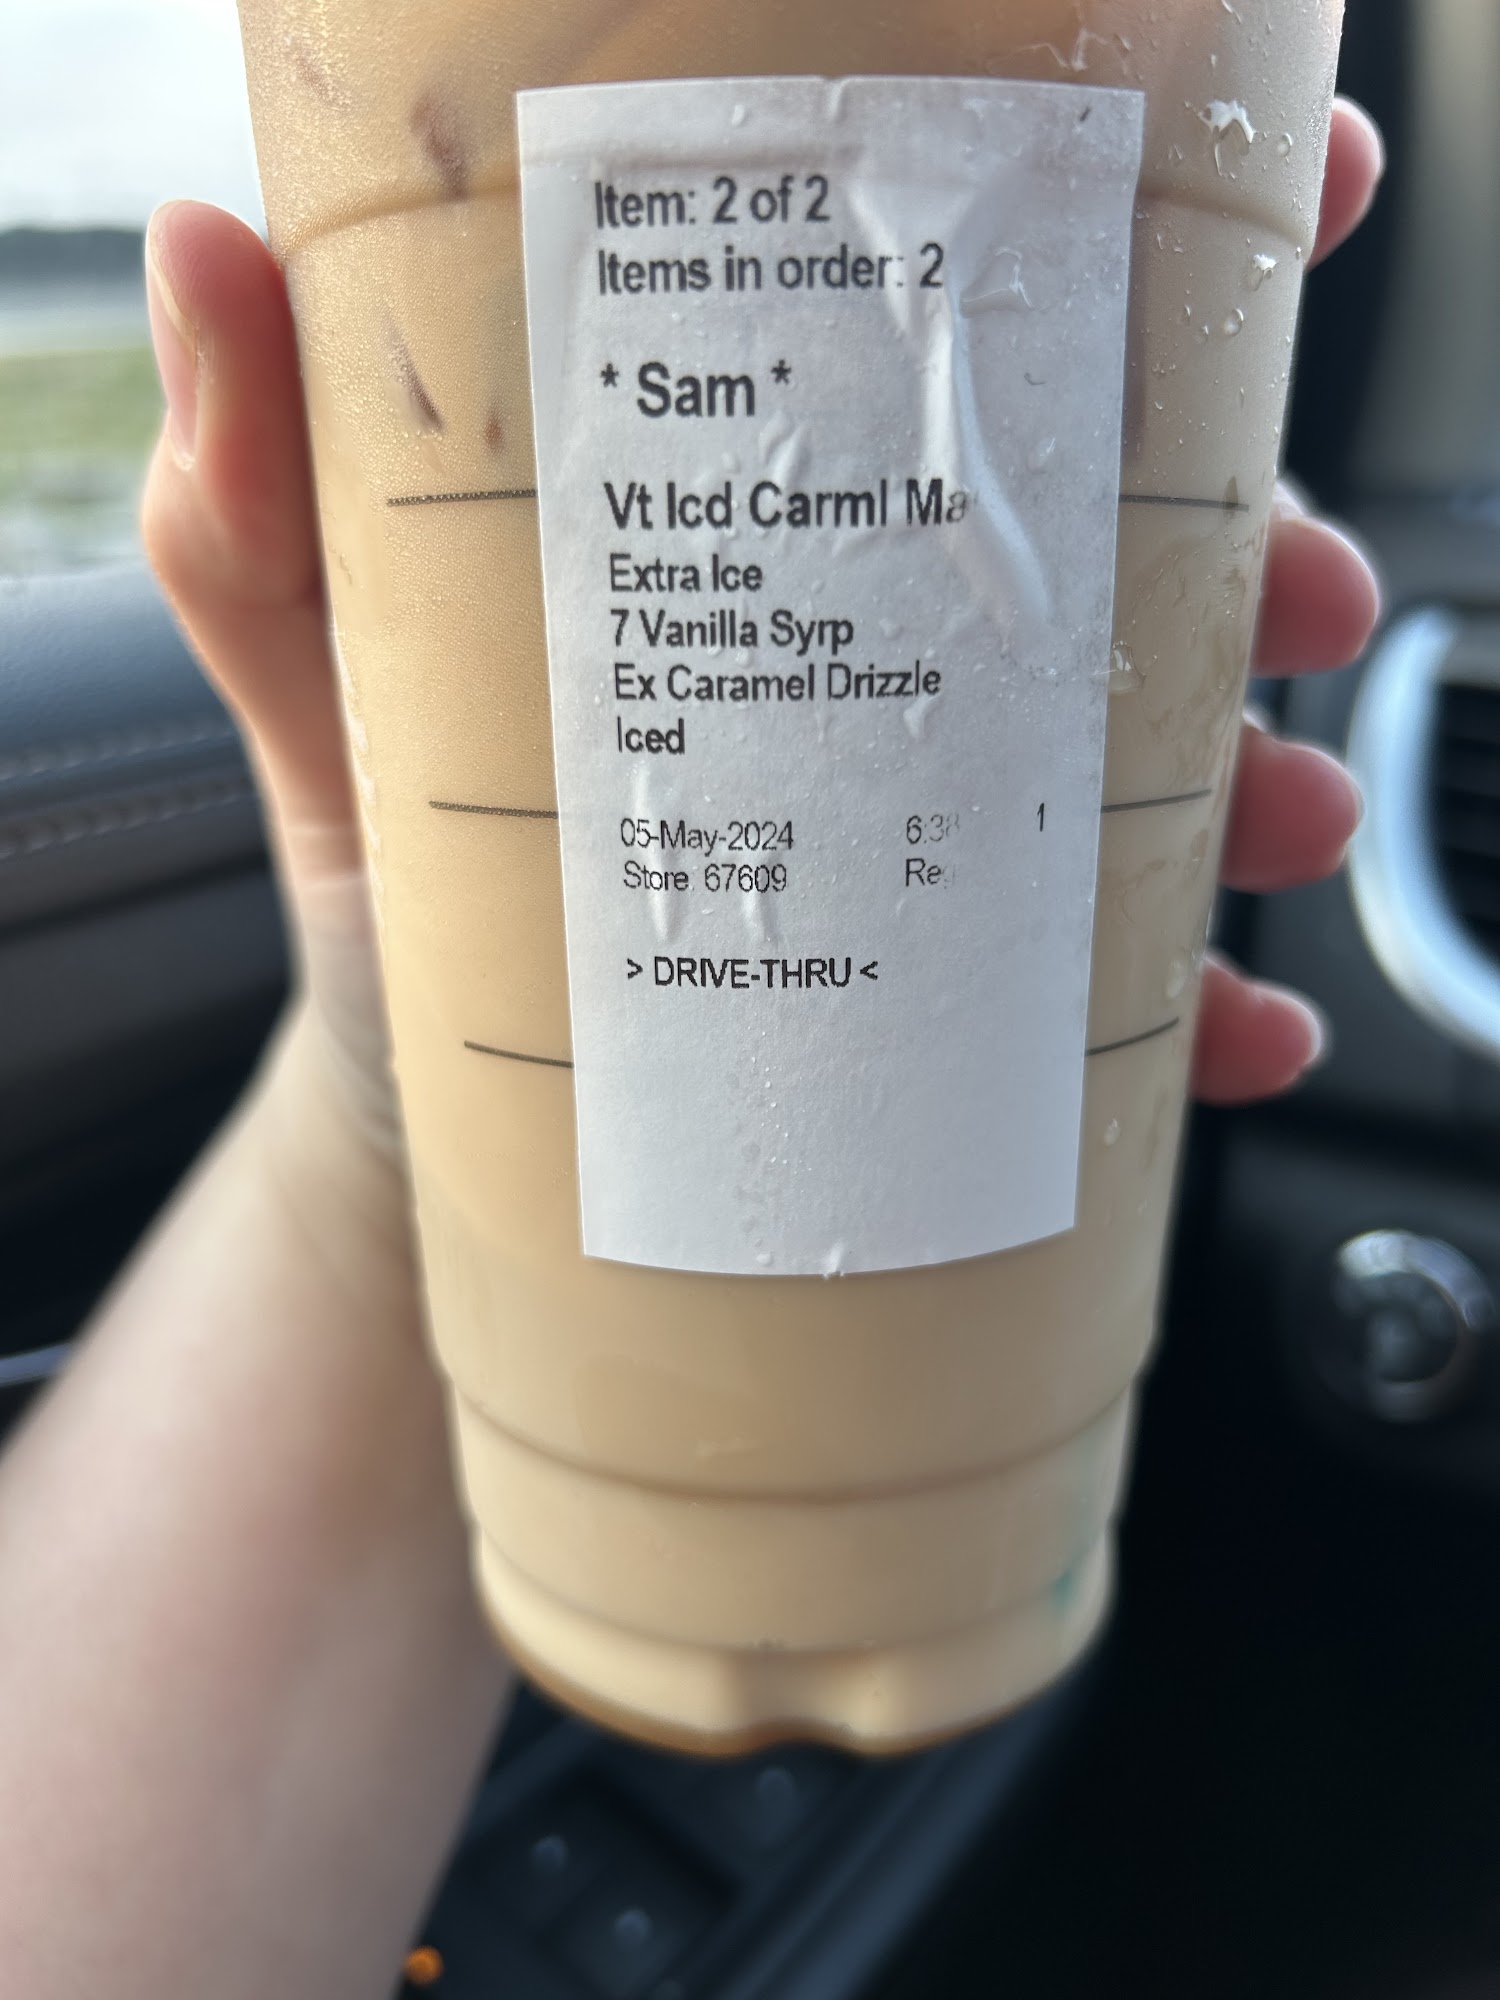 Item: 2 of 2
Items in order: 2
* Sam *
Vt Icd Carml
Extra Ice
7 Vanilla Syrp
Ex Caramel Drizzle
Iced
05-May-2024 1
Store: 67609
> DRIVE-THRU <